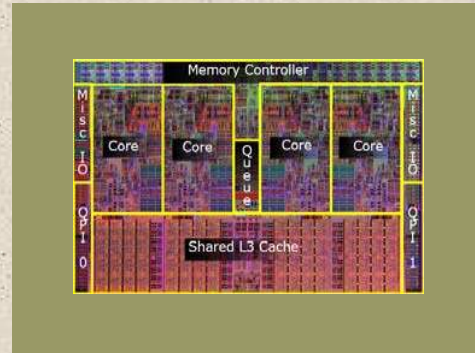 Memory Controller
Misc IO
Core
Core
Queue
Core
Core
Misc IO
QPI 0
Shared L3 Cache
QPI 1